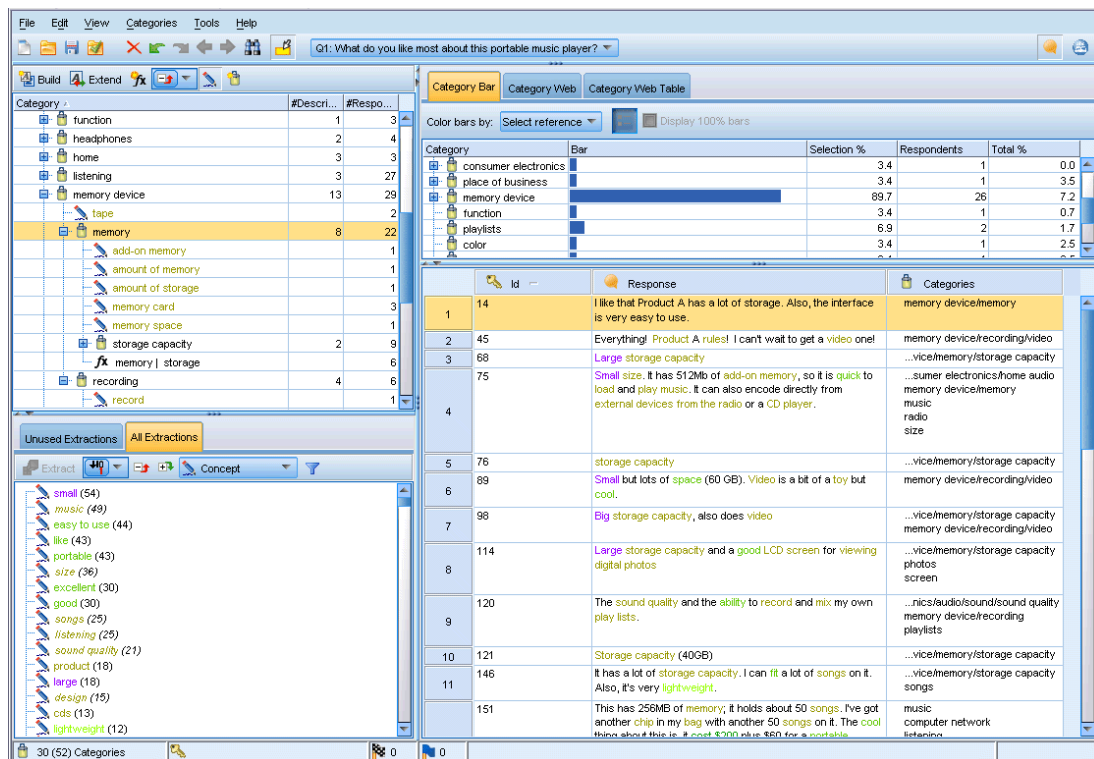 File Edit View Categories Tools Help
Q1: What do you like most about this portable music player?
Build Extend fx
Category #Descri... #Respo...
function 1 3
headphones 2 4
home 3 3
listening 3 27
memory device 13 29
tape 2
memory 8 22
add-on memory 1
amount of memory 1
amount of storage 1
memory card 3
memory space 1
storage capacity 2 9
fx memory | storage 6
recording 4 6
record 1
Unused Extractions All Extractions
Extract Concept
small (54)
music (49)
easy to use (44)
like (43)
portable (43)
size (36)
excellent (30)
good (30)
songs (25)
listening (25)
sound quality (21)
product (18)
large (18)
design (15)
cds (13)
lightweight (12)
30 (52) Categories 0 0
Category Bar Category Web Category Web Table
Color bars by: Select reference Display 100% bars
Category Bar Selection % Respondents Total %
consumer electronics 3.4 1 0.0
place of business 3.4 1 3.5
memory device 89.7 26 7.2
function 3.4 1 0.7
playlists 6.9 2 1.7
color 3.4 1 2.5
Id Response Categories
1 14 I like that Product A has a lot of storage. Also, the interface memory device/memory
is very easy to use.
2 45 Everything! Product A rules! I can't wait to get a video one! memory device/recording/video
3 68 Large storage capacity ...vice/memory/storage capacity
4 75 Small size. It has 512Mb of add-on memory, so it is quick to ...sumer electronics/home audio
load and play music. It can also encode directly from memory device/memory
external devices from the radio or a CD player. music
radio
size
5 76 storage capacity ...vice/memory/storage capacity
6 89 Small but lots of space (60 GB). Video is a bit of a toy but memory device/recording/video
cool.
7 98 Big storage capacity, also does video ...vice/memory/storage capacity
memory device/recording/video
8 114 Large storage capacity and a good LCD screen for viewing ...vice/memory/storage capacity
digital photos photos
screen
9 120 The sound quality and the ability to record and mix my own ...nics/audio/sound/sound quality
play lists. memory device/recording
playlists
10 121 Storage capacity (40GB) ...vice/memory/storage capacity
11 146 It has a lot of storage capacity. I can fit a lot of songs on it. ...vice/memory/storage capacity
Also, it's very lightweight. songs
151 This has 256MB of memory; it holds about 50 songs. I've got music
another chip in my bag with another 50 songs on it. The cool computer network
thing about this is, it cost $200 plus $60 for a portable listening